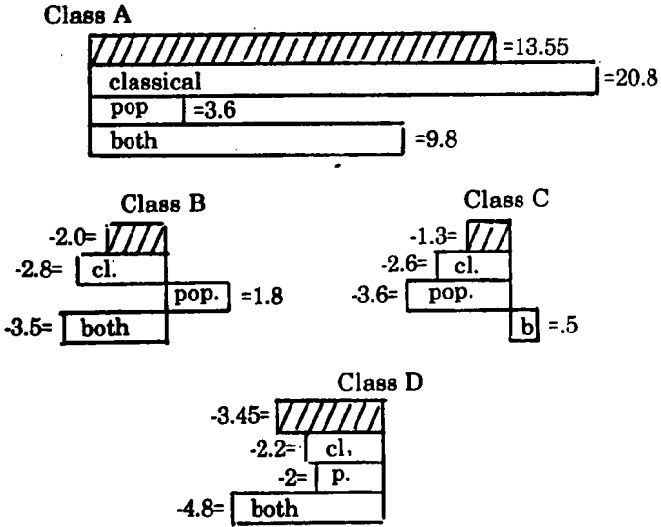 Class A
=13.55
classical =20.8
pop =3.6
both =9.8
Class B
-2.0=
-2.8= cl.
pop. =1.8
-3.5= both
Class C
-1.3=
-2.6= cl.
-3.6= pop.
b =.5
Class D
-3.45=
-2.2= cl.
-2= p.
-4.8= both